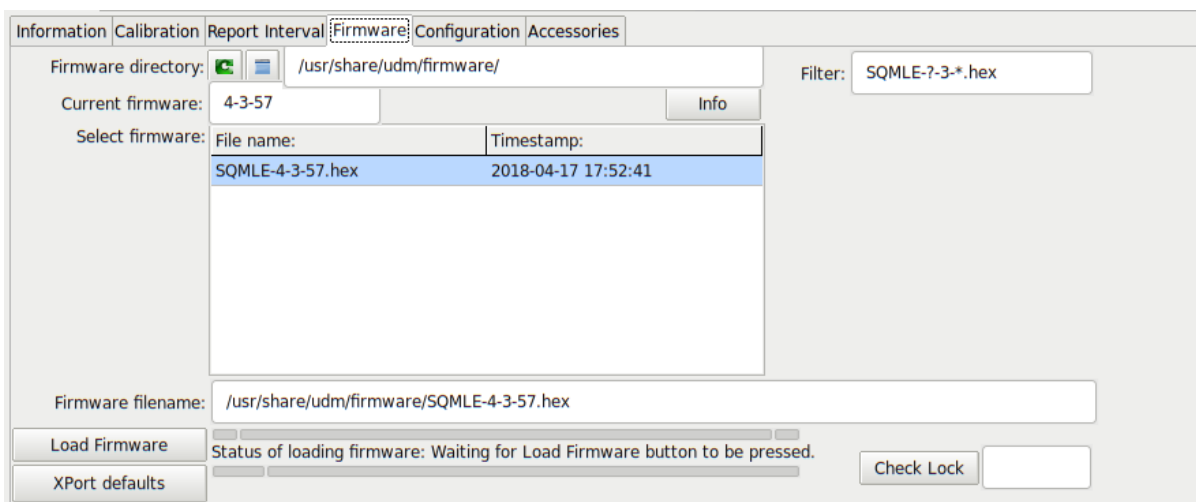 Information Calibration Report Interval Firmware Configuration Accessories
Firmware directory: /usr/share/udm/firmware/ Filter: SQMLE-?-3-*.hex
Current firmware: 4-3-57 Info
Select firmware: File name: Timestamp:
SQMLE-4-3-57.hex 2018-04-17 17:52:41
Firmware filename: /usr/share/udm/firmware/SQMLE-4-3-57.hex
Load Firmware Status of loading firmware: Waiting for Load Firmware button to be pressed.
XPort defaults Check Lock